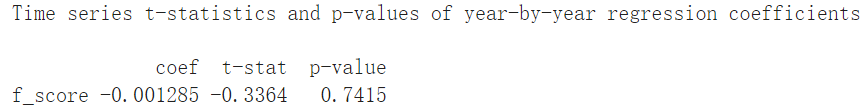 Time series t-statistics and p-values of year-by-year regression coefficients
coef t-stat p-value
f_score -0.001285 -0.3364 0.7415